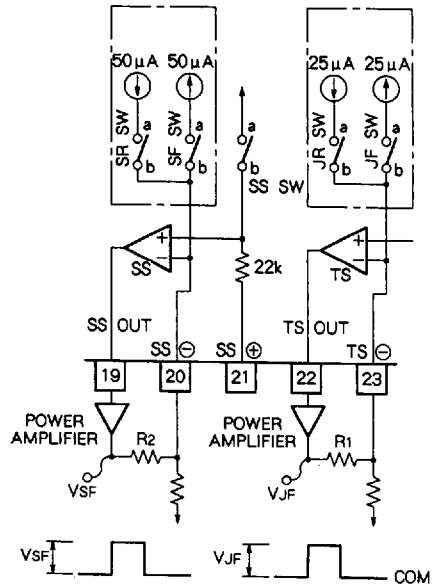 50μA 50μA 25μA 25μA
SR SW SF SW JR SW JF SW
a a a a a
b b b b b
SS SW
+ +
SS TS
− −
22k
SS OUT SS ⊖ SS ⊕ TS OUT TS ⊖
19 20 21 22 23
POWER AMPLIFIER POWER AMPLIFIER
R2 R1
VSF VJF
VSF VJF COM